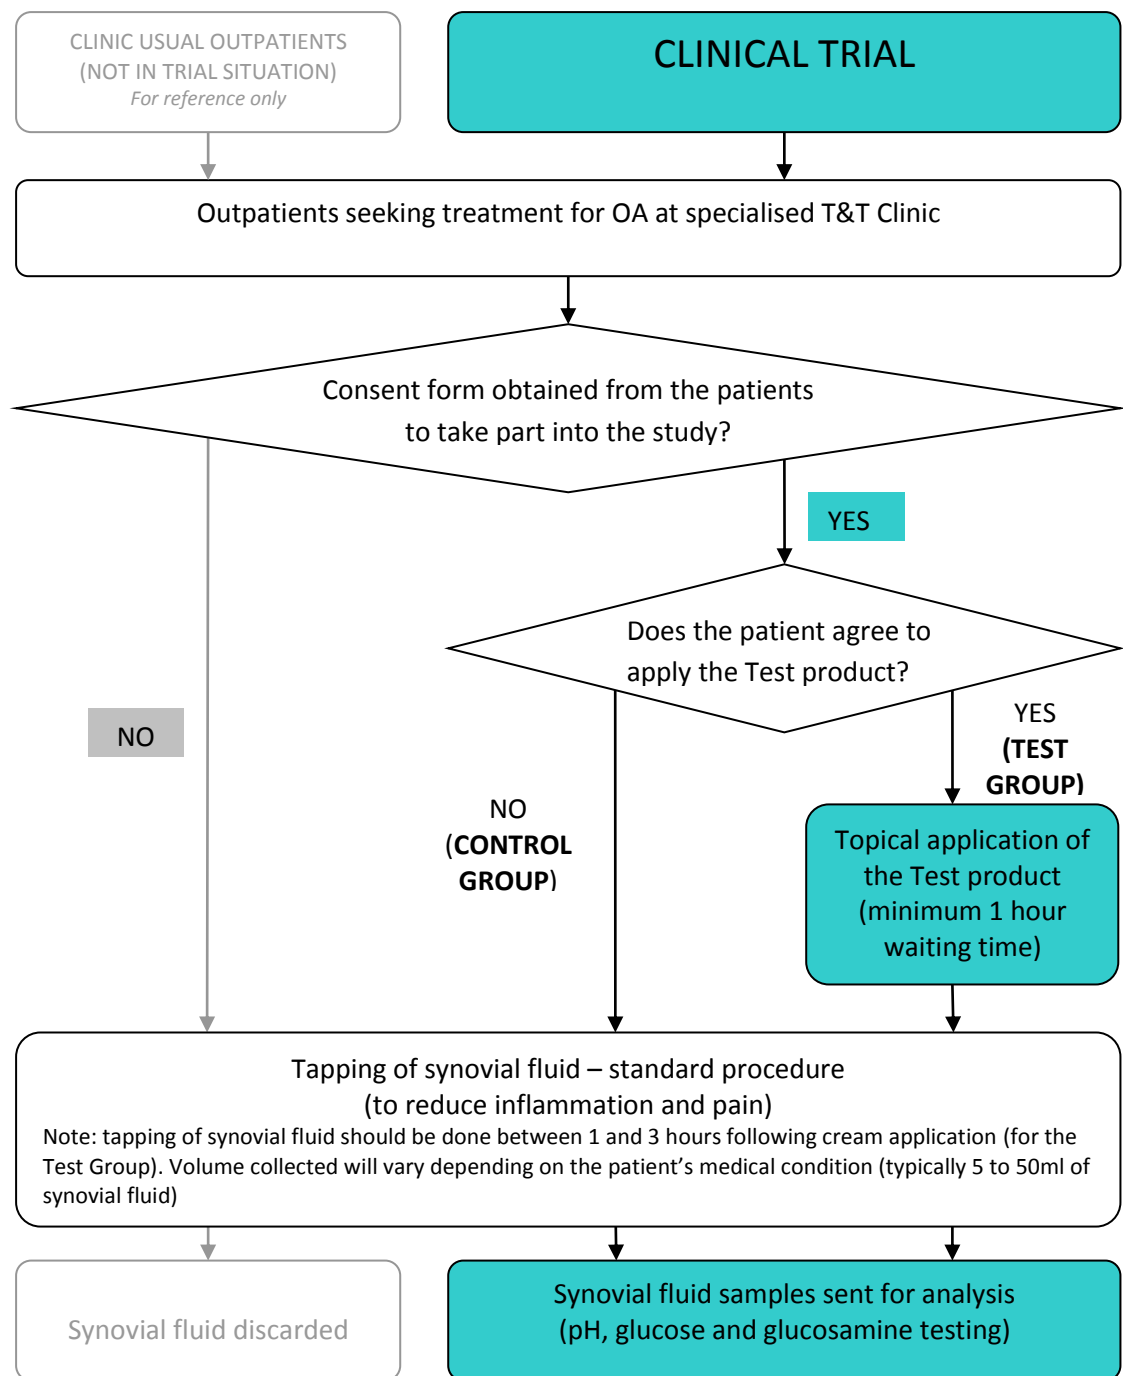 CLINIC USUAL OUTPATIENTS
(NOT IN TRIAL SITUATION)
For reference only
CLINICAL TRIAL
Outpatients seeking treatment for OA at specialised T&T Clinic
Consent form obtained from the patients
to take part into the study?
YES
Does the patient agree to
apply the Test product?
NO
YES
(TEST
GROUP)
NO
(CONTROL
GROUP)
Topical application of
the Test product
(minimum 1 hour
waiting time)
Tapping of synovial fluid – standard procedure
(to reduce inflammation and pain)
Note: tapping of synovial fluid should be done between 1 and 3 hours following cream application (for the
Test Group). Volume collected will vary depending on the patient’s medical condition (typically 5 to 50ml of
synovial fluid)
Synovial fluid discarded
Synovial fluid samples sent for analysis
(pH, glucose and glucosamine testing)